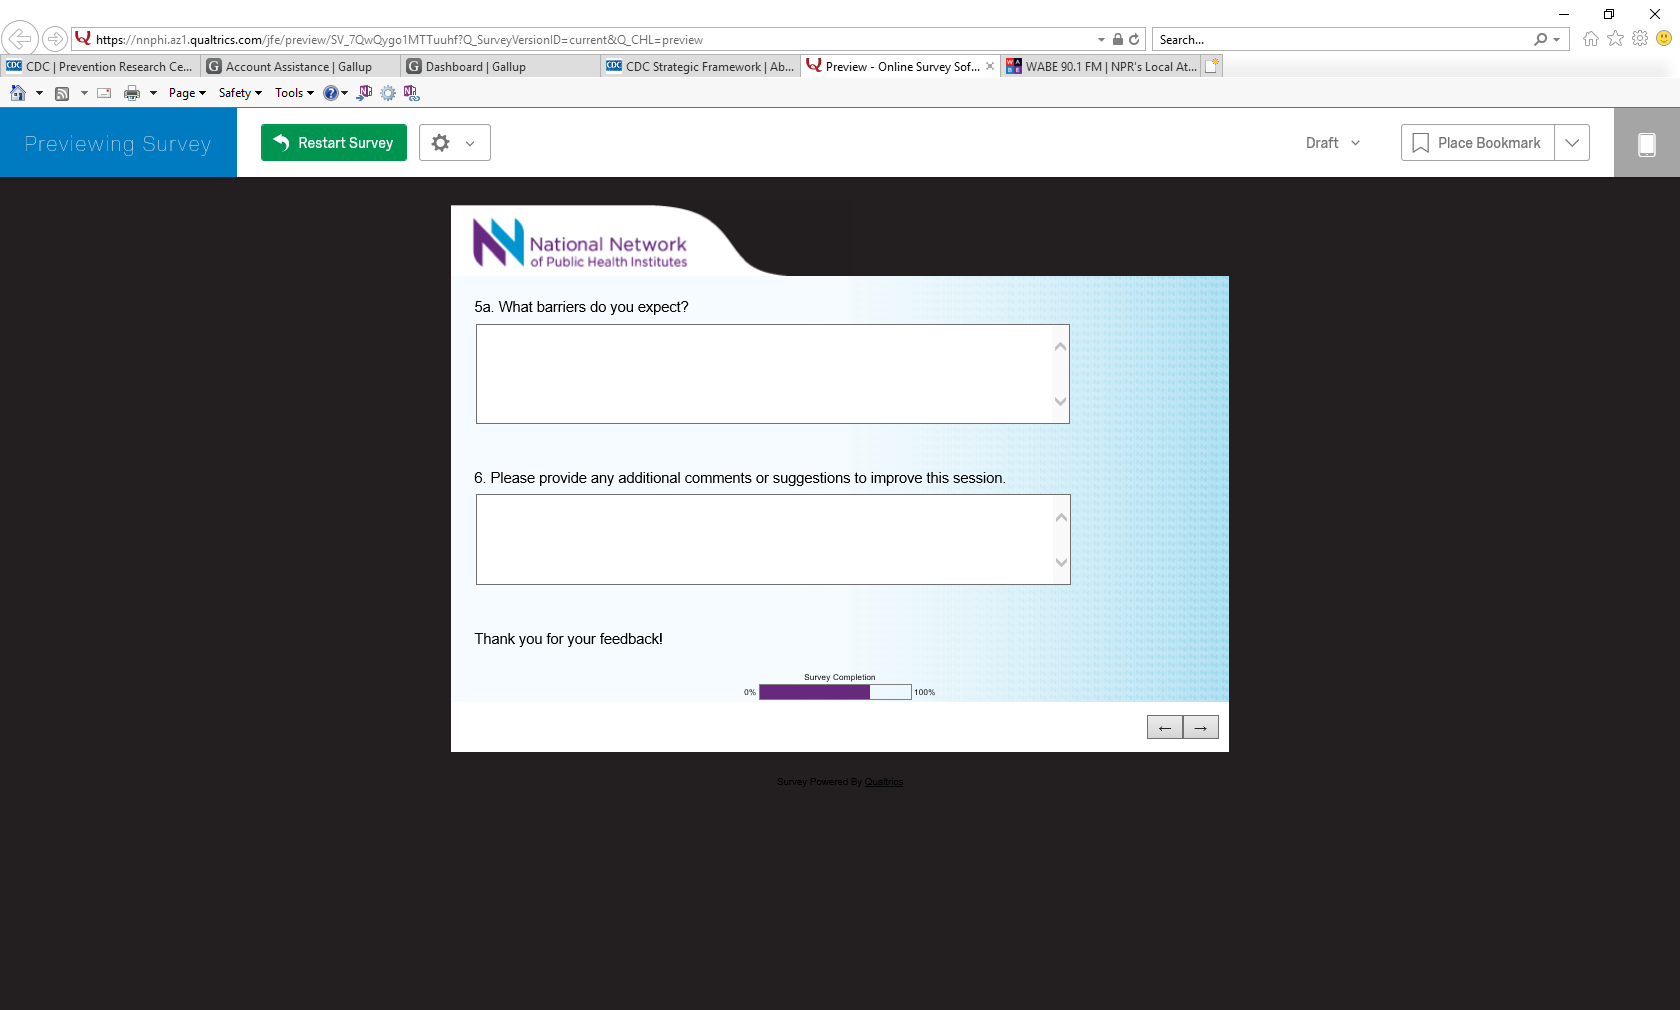 https://nnphi.az1.qualtrics.com/jfe/preview/SV_7QwQygo1MTTuuhf?Q_SurveyVersionID=current&Q_CHL=preview
Search...
CDC | Prevention Research Ce...
Account Assistance | Gallup
Dashboard | Gallup
CDC Strategic Framework | Ab...
Preview - Online Survey Sof...
WABE 90.1 FM | NPR's Local At...
Page Safety Tools
Previewing Survey
Restart Survey
Draft
Place Bookmark
National Network
of Public Health Institutes
5a. What barriers do you expect?
6. Please provide any additional comments or suggestions to improve this session.
Thank you for your feedback!
Survey Completion
0% 100%
← →
Survey Powered By Qualtrics